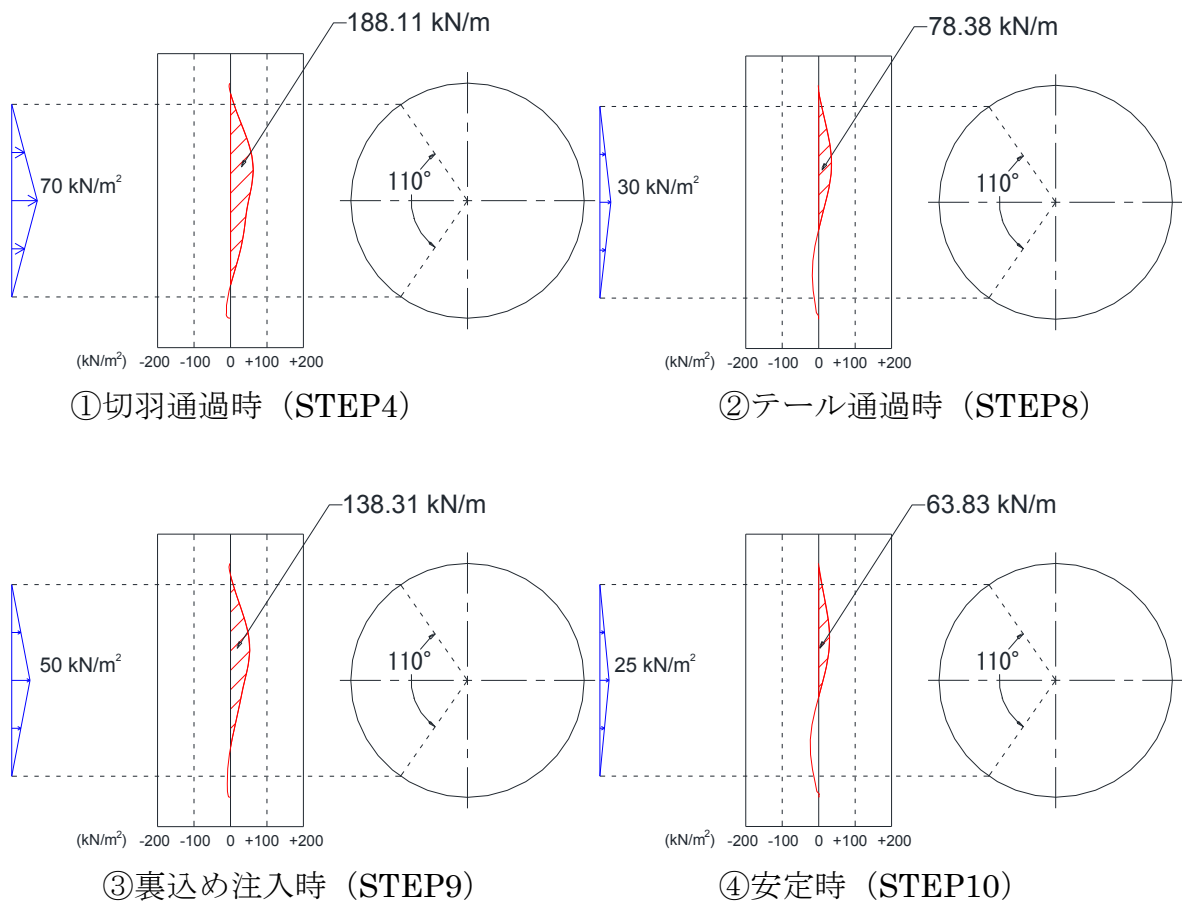 188.11 kN/m
70 kN/m²
110°
(kN/m²) -200 -100 0 +100 +200
①切羽通過時（STEP4）
78.38 kN/m
30 kN/m²
110°
(kN/m²) -200 -100 0 +100 +200
②テール通過時（STEP8）
138.31 kN/m
50 kN/m²
110°
(kN/m²) -200 -100 0 +100 +200
③裏込め注入時（STEP9）
63.83 kN/m
25 kN/m²
110°
(kN/m²) -200 -100 0 +100 +200
④安定時（STEP10）